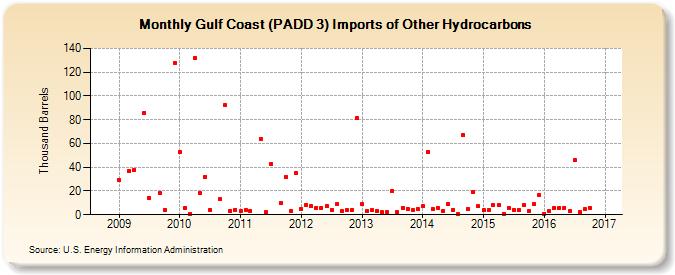 Monthly Gulf Coast (PADD 3) Imports of Other Hydrocarbons
Thousand Barrels
140
120
100
80
60
40
20
0
2009 2010 2011 2012 2013 2014 2015 2016 2017
Source: U.S. Energy Information Administration